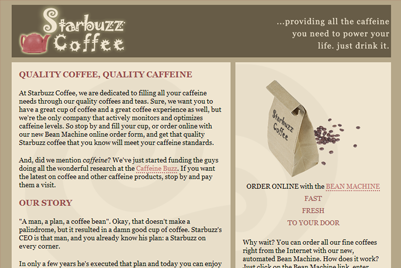 Starbuzz
Coffee
...providing all the caffeine
you need to power your
life. just drink it.
QUALITY COFFEE, QUALITY CAFFEINE
At Starbuzz Coffee, we are dedicated to filling all your caffeine
needs through our quality coffees and teas. Sure, we want you to
have a great cup of coffee and a great coffee experience as well, but
we're the only company that actively monitors and optimizes
caffeine levels. So stop by and fill your cup, or order online with
our new Bean Machine online order form, and get that quality
Starbuzz coffee that you know will meet your caffeine standards.
And, did we mention caffeine? We've just started funding the guys
doing all the wonderful research at the Caffeine Buzz. If you want
the latest on coffee and other caffeine products, stop by and pay
them a visit.
OUR STORY
"A man, a plan, a coffee bean". Okay, that doesn't make a
palindrome, but it resulted in a damn good cup of coffee. Starbuzz's
CEO is that man, and you already know his plan: a Starbuzz on
every corner.
In only a few years he's executed that plan and today you can enjoy
Starbuzz
Coffee
ORDER ONLINE with the BEAN MACHINE
FAST
FRESH
TO YOUR DOOR
Why wait? You can order all our fine coffees
right from the Internet with our new,
automated Bean Machine. How does it work?
Just click on the Bean Machine link, enter